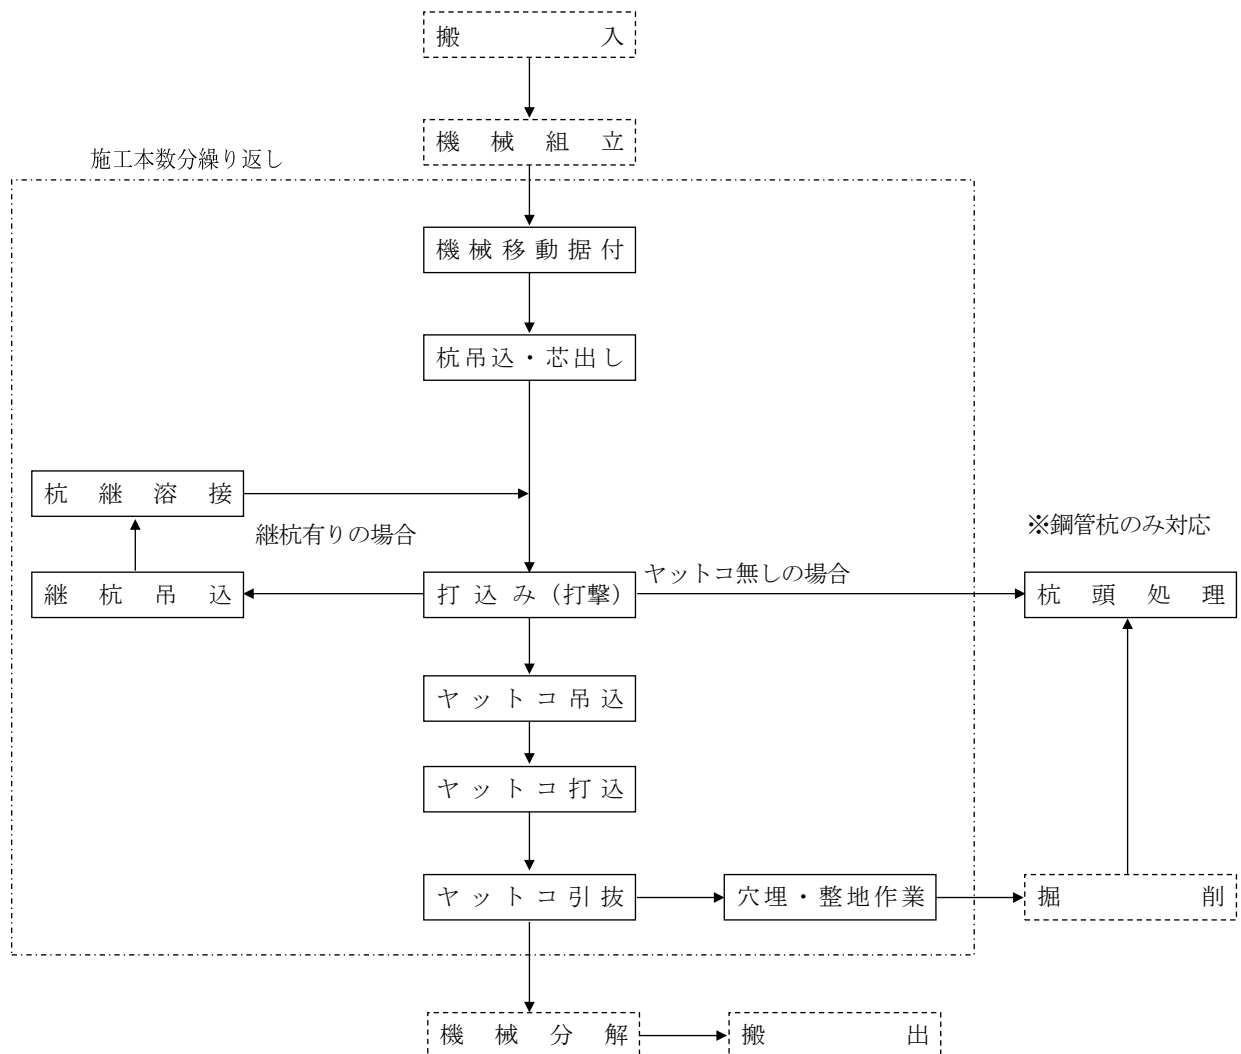 搬入
機械組立
施工本数分繰り返し
機械移動据付
杭吊込・芯出し
杭継溶接
継杭有りの場合
※鋼管杭のみ対応
ヤットコ無しの場合
継杭吊込
打込み（打撃）
杭頭処理
ヤットコ吊込
ヤットコ打込
ヤットコ引抜
穴埋・整地作業
掘削
機械分解
搬出